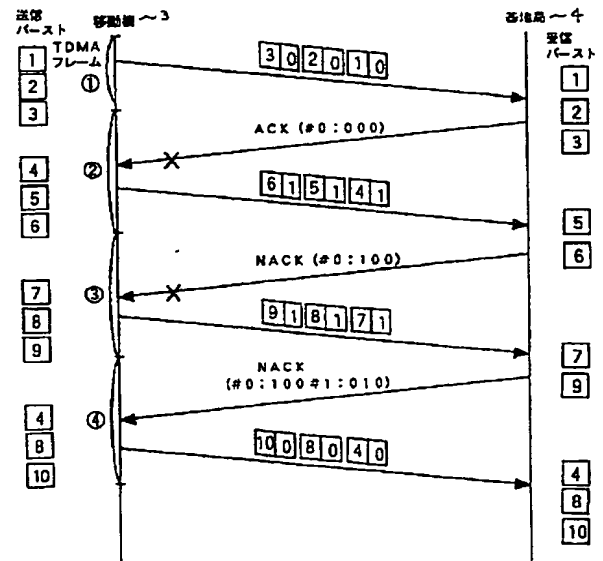 送信
バースト
移動機～3
基地局～4
受信
バースト
TDMA
フレーム
1
2
3
①
3 0 2 0 1 0
1
2
3
ACK (#0:000)
×
②
4
5
6
6 1 5 1 4 1
5
6
NACK (#0:100)
×
③
7
8
9
9 1 8 1 7 1
7
9
NACK
(#0:100#1:010)
④
4
8
10
10 0 8 0 4 0
4
8
10